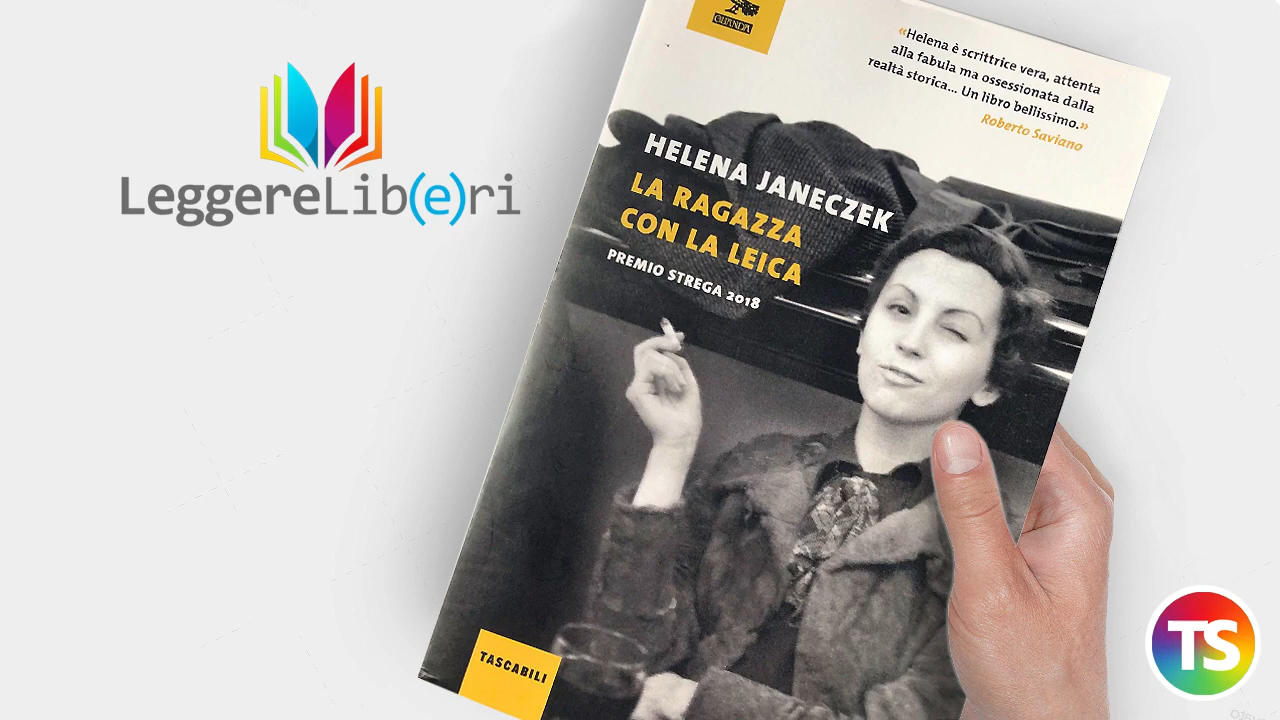 LeggereLib(e)ri
GUANDA
«Helena è scrittrice vera, attenta
alla fabula ma ossessionata dalla
realtà storica... Un libro bellissimo.»
Roberto Saviano
HELENA JANECZEK
LA RAGAZZA
CON LA LEICA
PREMIO STREGA 2018
TASCABILI
TS